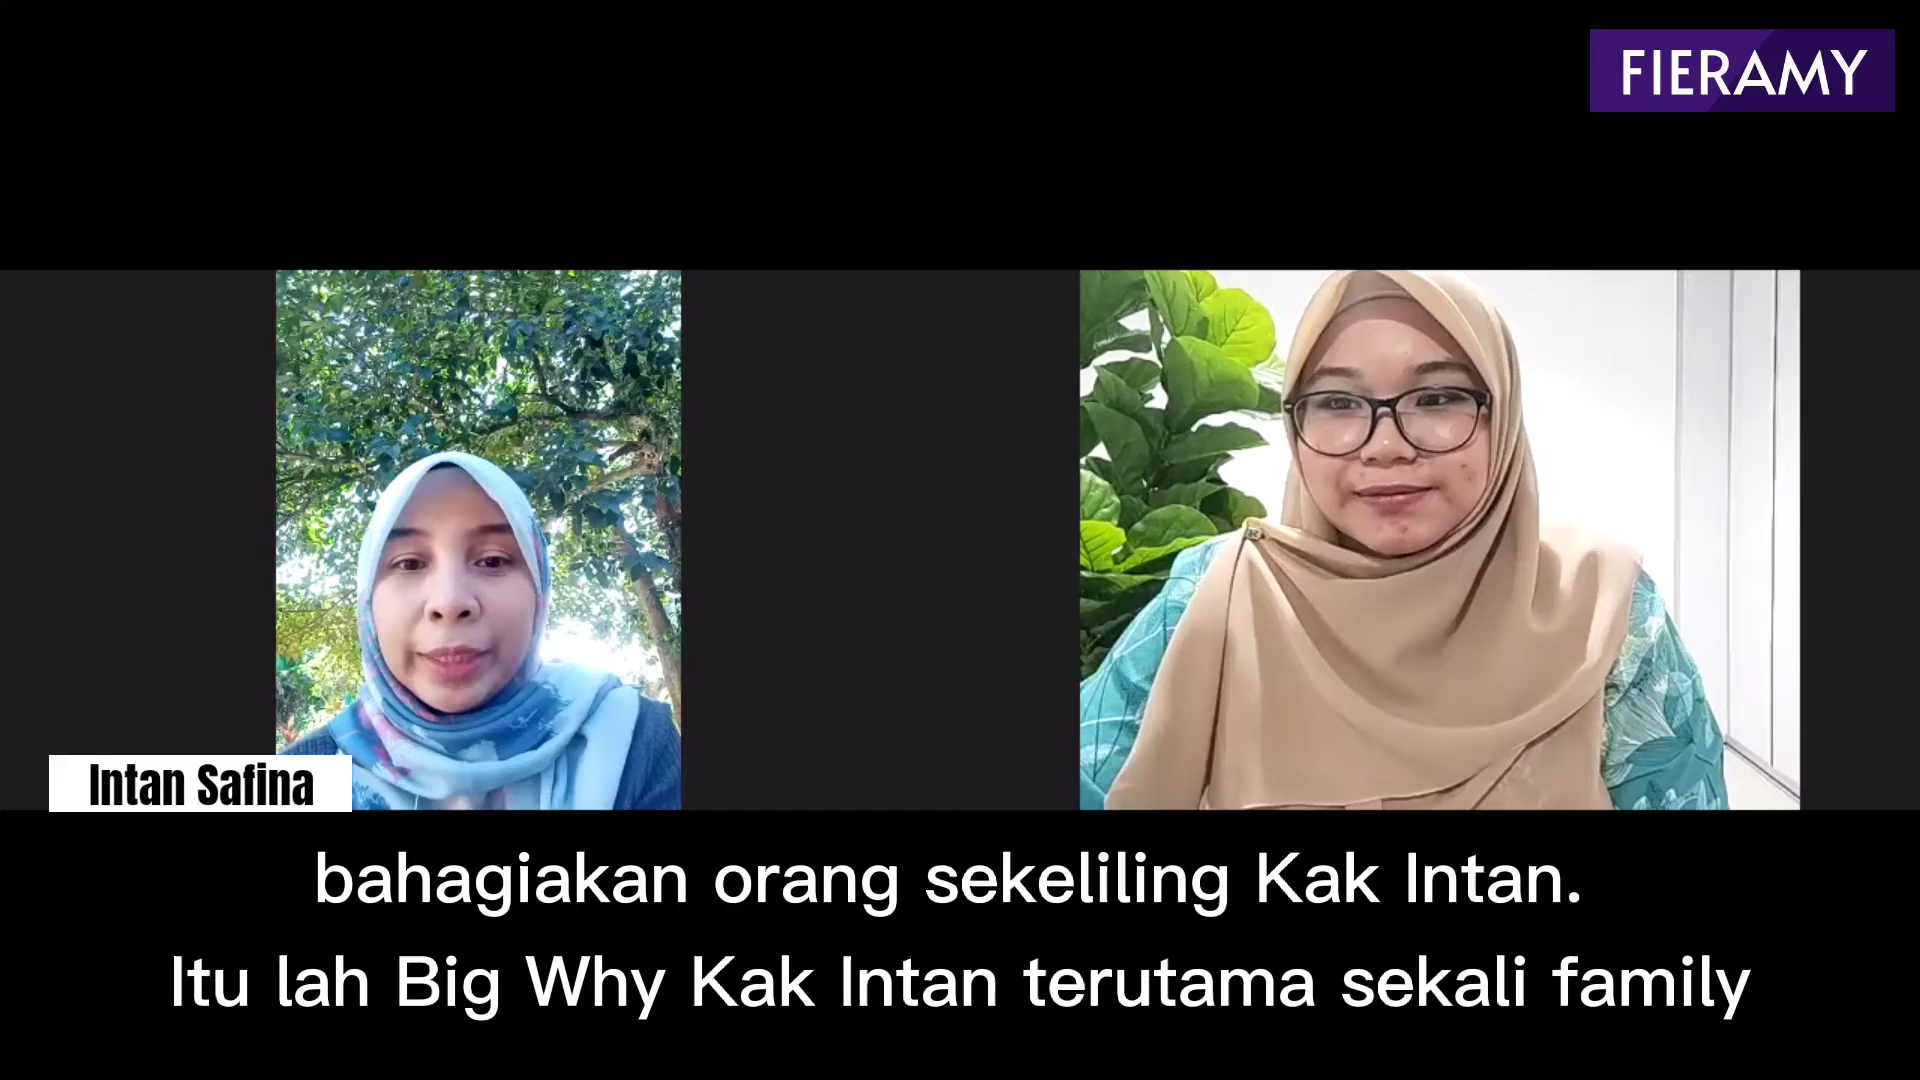 FIERAMY
Intan Safina
bahagiakan orang sekeliling Kak Intan.
Itu lah Big Why Kak Intan terutama sekali family